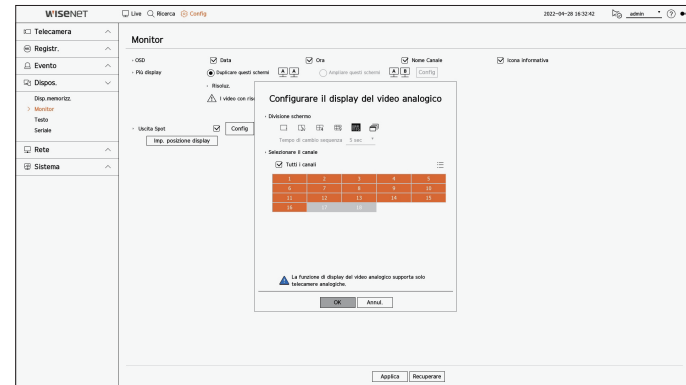 WISENET
Live Ricerca Config 2022-04-28 16:32:42 admin
Telecamera
Registr.
Evento
Dispos.
Disp.memorizz.
Monitor
Testo
Seriale
Rete
Sistema
Monitor
OSD Data Ora Nome Canale Icona informativa
Più display Duplicare questi schermi A A Ampliare questi schermi A B Config
Risoluz.
I video con ris
Uscita Spot Config
Imp. posizione display
Configurare il display del video analogico
Divisione schermo
Tempo di cambio sequenza 3 sec
Selezionare il canale
Tutti i canali
1 2 3 4 5
6 7 8 9 10
11 12 13 14 15
16 17 18
La funzione di display del video analogico supporta solo
telecamere analogiche.
OK Annul.
Applica Recuperare